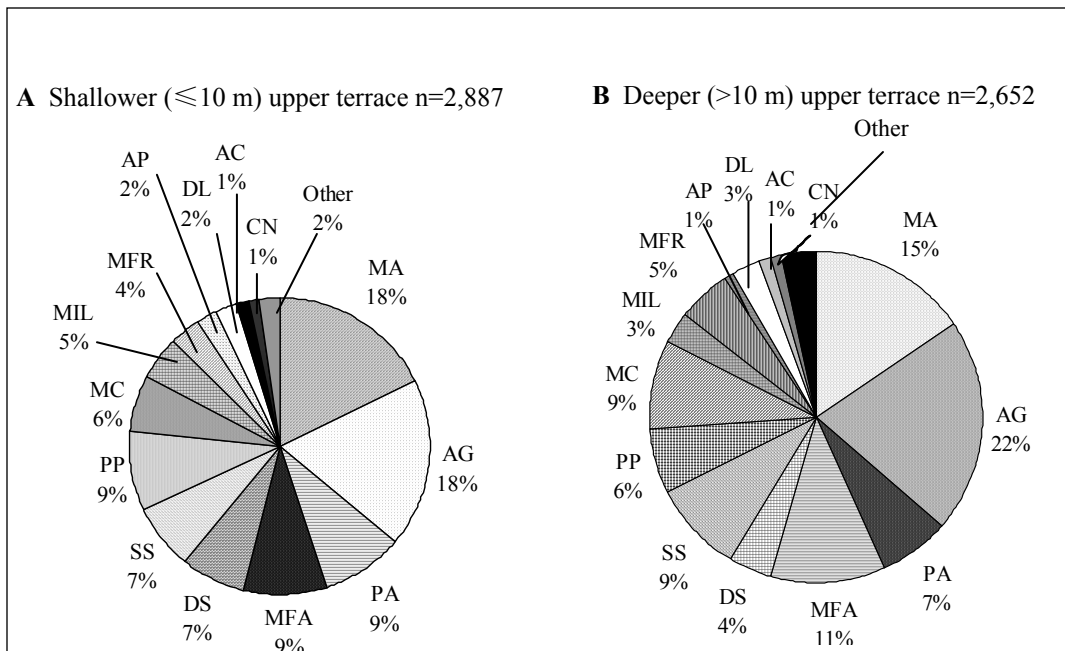 A Shallower (≤10 m) upper terrace n=2,887
AP
2%
DL
2%
AC
1%
CN
1%
Other
2%
MA
18%
AG
18%
PA
9%
MFA
9%
DS
7%
SS
7%
PP
9%
MC
6%
MIL
5%
MFR
4%
B Deeper (>10 m) upper terrace n=2,652
Other
DL
3%
AC
1%
CN
1%
MA
15%
AG
22%
PA
7%
MFA
11%
DS
4%
SS
9%
PP
6%
MC
9%
MIL
3%
MFR
5%
AP
1%